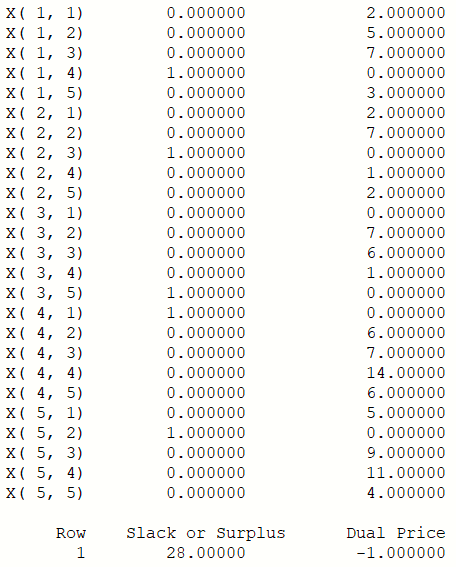 X( 1, 1) 0.000000 2.000000
X( 1, 2) 0.000000 5.000000
X( 1, 3) 0.000000 7.000000
X( 1, 4) 1.000000 0.000000
X( 1, 5) 0.000000 3.000000
X( 2, 1) 0.000000 2.000000
X( 2, 2) 0.000000 7.000000
X( 2, 3) 1.000000 0.000000
X( 2, 4) 0.000000 1.000000
X( 2, 5) 0.000000 2.000000
X( 3, 1) 0.000000 0.000000
X( 3, 2) 0.000000 7.000000
X( 3, 3) 0.000000 6.000000
X( 3, 4) 0.000000 1.000000
X( 3, 5) 1.000000 0.000000
X( 4, 1) 1.000000 0.000000
X( 4, 2) 0.000000 6.000000
X( 4, 3) 0.000000 7.000000
X( 4, 4) 0.000000 14.00000
X( 4, 5) 0.000000 6.000000
X( 5, 1) 0.000000 5.000000
X( 5, 2) 1.000000 0.000000
X( 5, 3) 0.000000 9.000000
X( 5, 4) 0.000000 11.00000
X( 5, 5) 0.000000 4.000000
Row Slack or Surplus Dual Price
1 28.00000 -1.000000